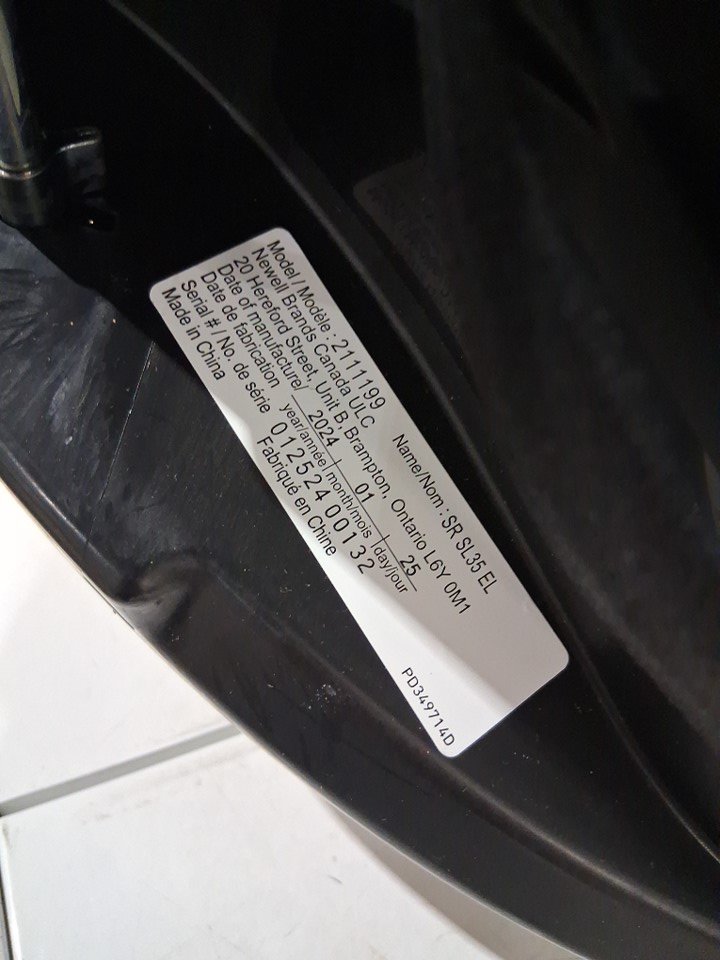 Model / Modèle : 2111199 Name/Nom : SR SL35 EL
Newell Brands Canada ULC
20 Hereford Street, Unit B, Brampton, Ontario L6Y 0M1
Date of manufacture/ 2024 | 01 | 25
Date de fabrication year/année |month/mois |day/jour
Serial # / No. de série 01252400132
Made in China Fabriqué en Chine
PD349714D